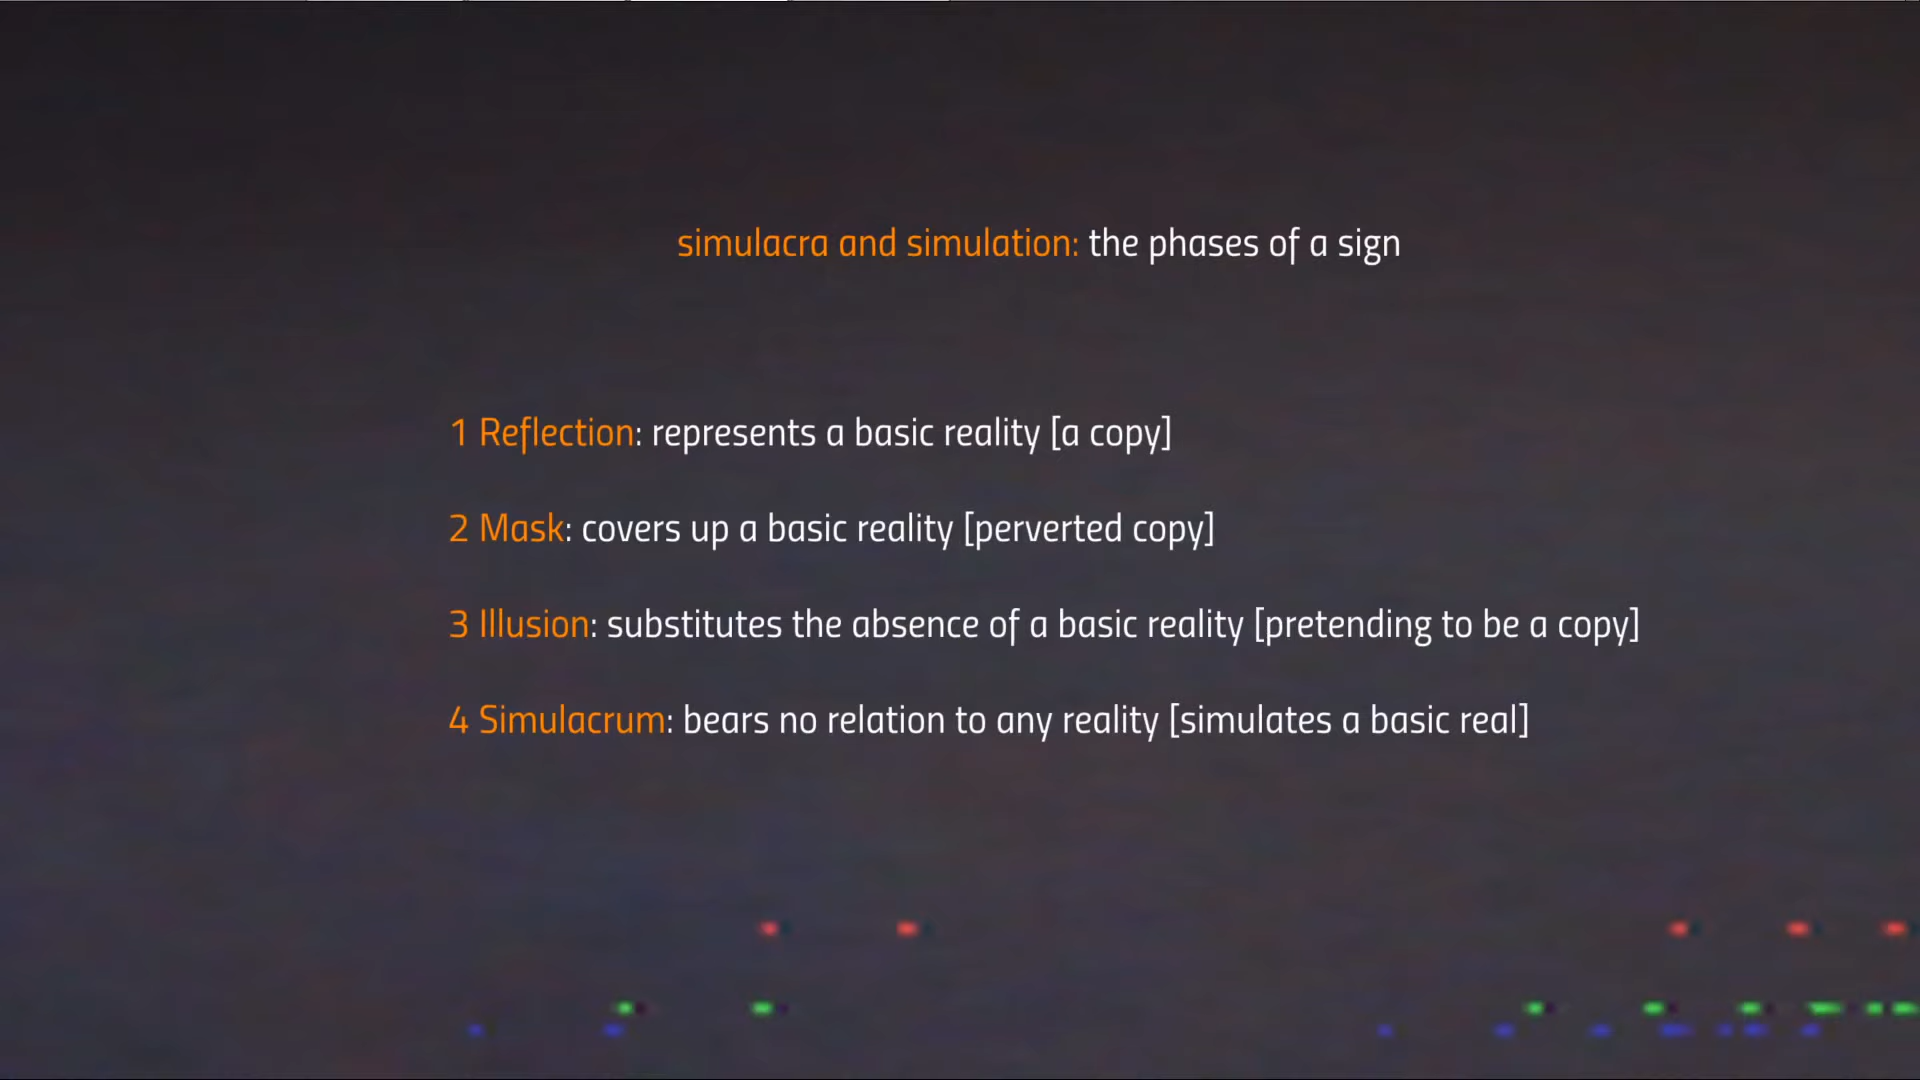 simulacra and simulation: the phases of a sign
1 Reflection: represents a basic reality [a copy]
2 Mask: covers up a basic reality [perverted copy]
3 Illusion: substitutes the absence of a basic reality [pretending to be a copy]
4 Simulacrum: bears no relation to any reality [simulates a basic real]